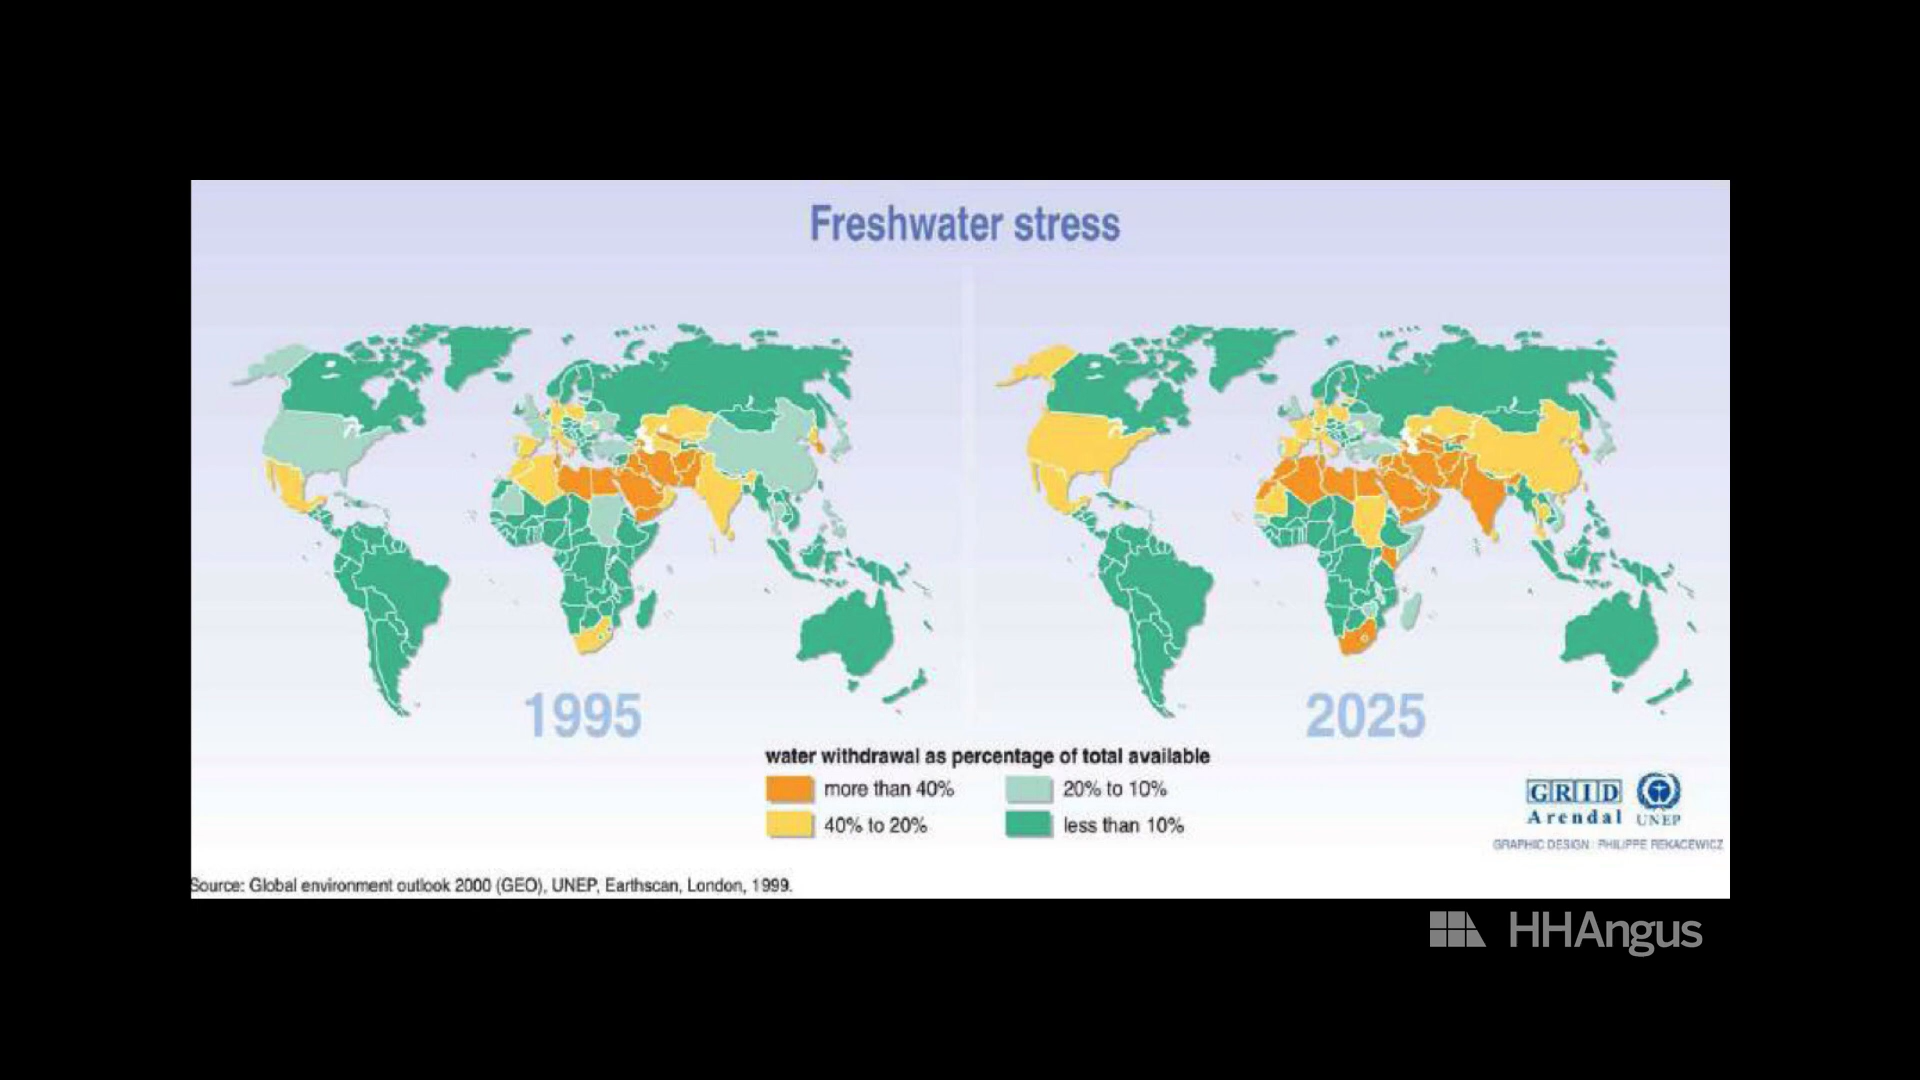 Freshwater stress
1995
2025
water withdrawal as percentage of total available
more than 40%
20% to 10%
40% to 20%
less than 10%
GRID
Arendal
UNEP
GRAPHIC DESIGN : PHILIPPE REKACEWICZ
Source: Global environment outlook 2000 (GEO), UNEP, Earthscan, London, 1999.
HHAngus